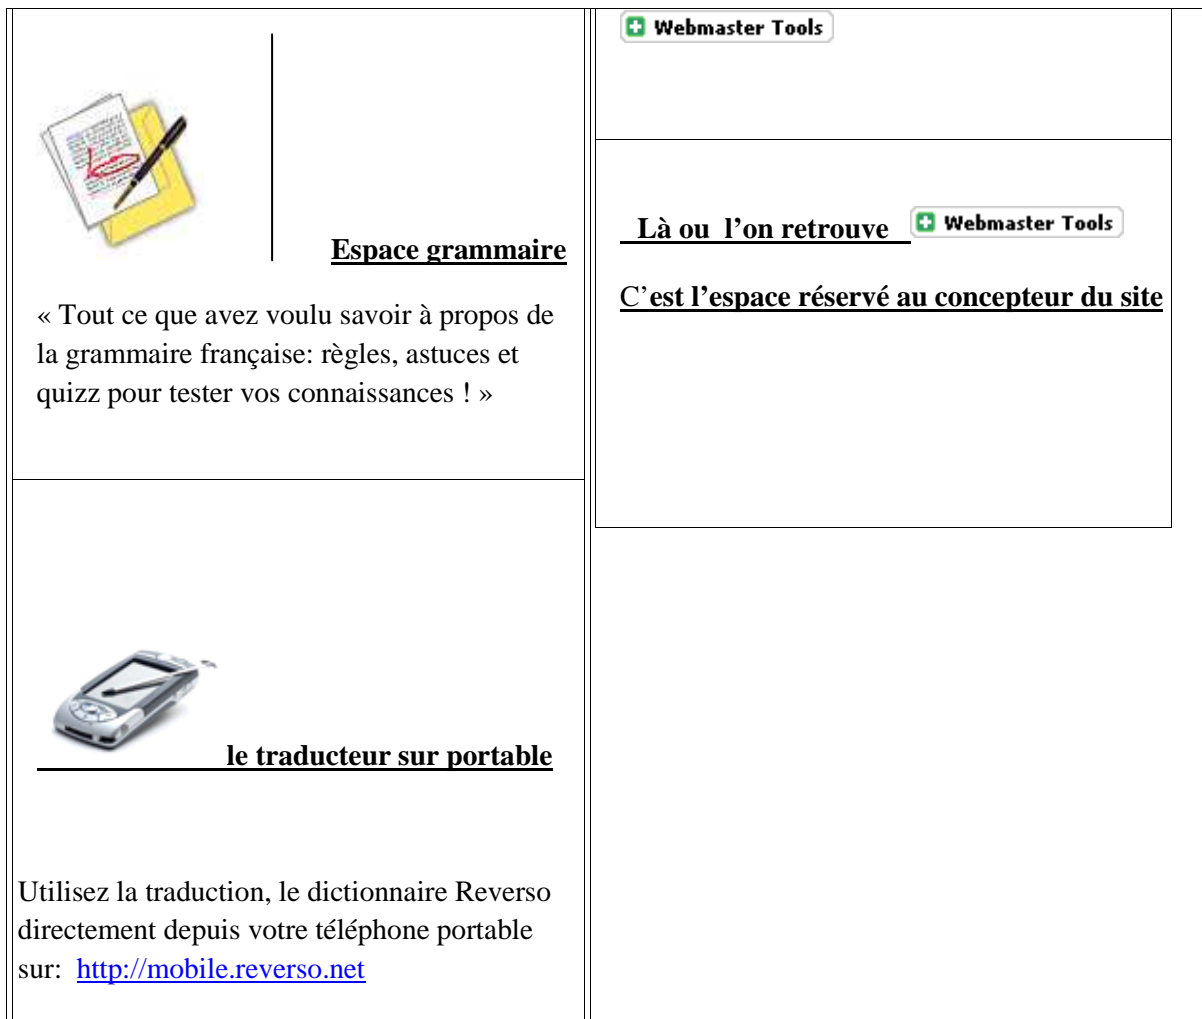 Espace grammaire
« Tout ce que avez voulu savoir à propos de
la grammaire française: règles, astuces et
quizz pour tester vos connaissances ! »
le traducteur sur portable
Utilisez la traduction, le dictionnaire Reverso
directement depuis votre téléphone portable
sur: http://mobile.reverso.net
Webmaster Tools
Là ou l’on retrouve Webmaster Tools
C’est l’espace réservé au concepteur du site